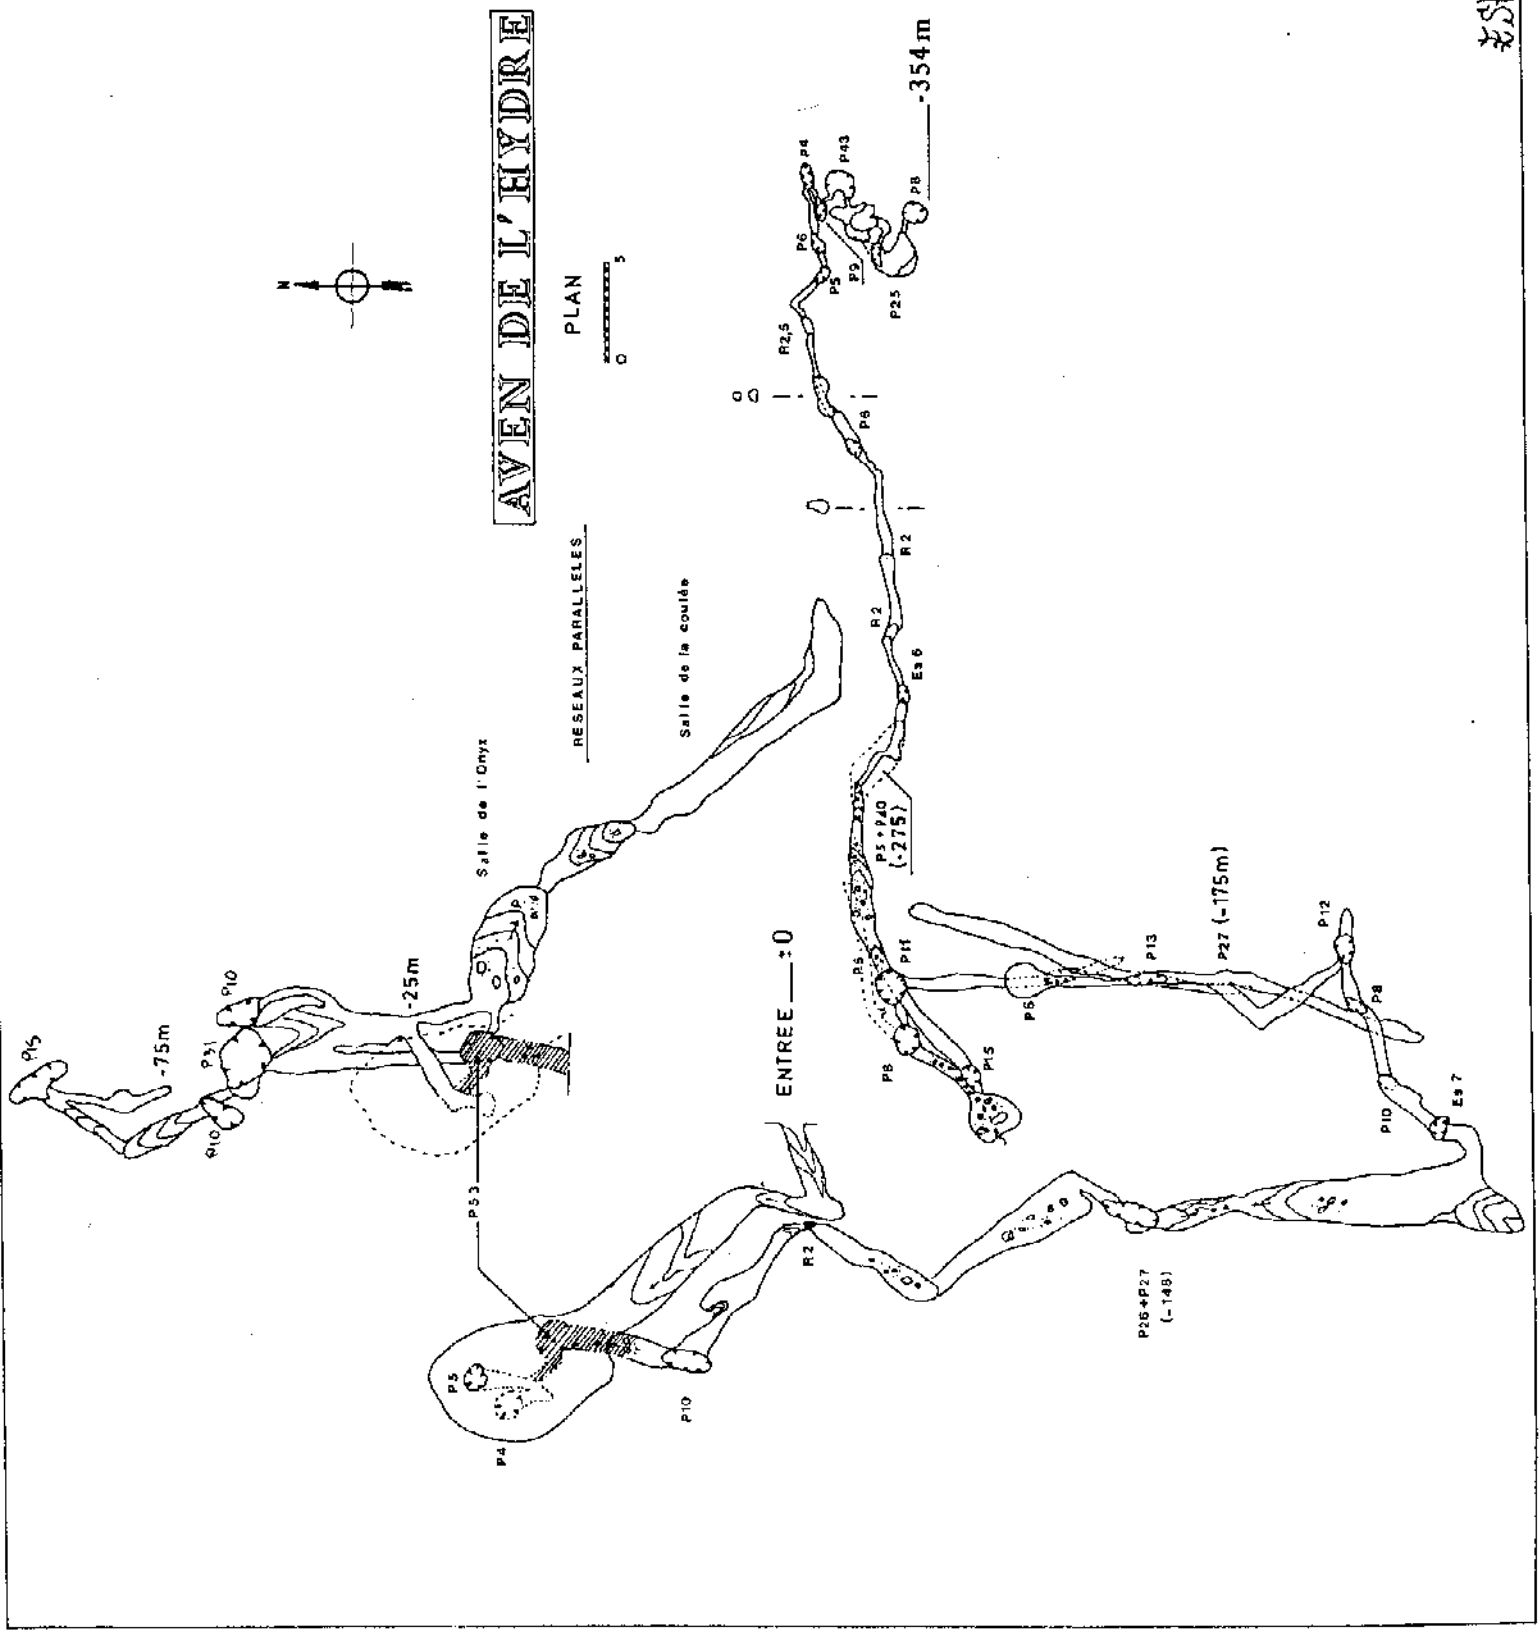 AVEN DE L'HYDRE
PLAN
0 5
N
RESEAUX PARALLELES
Salle de l'Onyx
Salle de la coulée
P15
-75m
P31
P10
P10
-25m
P53
P5
P4
P10
R2
ENTREE ±0
P26+P27
(-148)
Es 7
P10
P8
P12
P27 (-175m)
P13
P6
P11
P5
P8
P15
P5+P40
(-275)
Es 6
R2
R2
P6
R2,5
P5
P6
P9
P4
P43
P25
P8
-354m